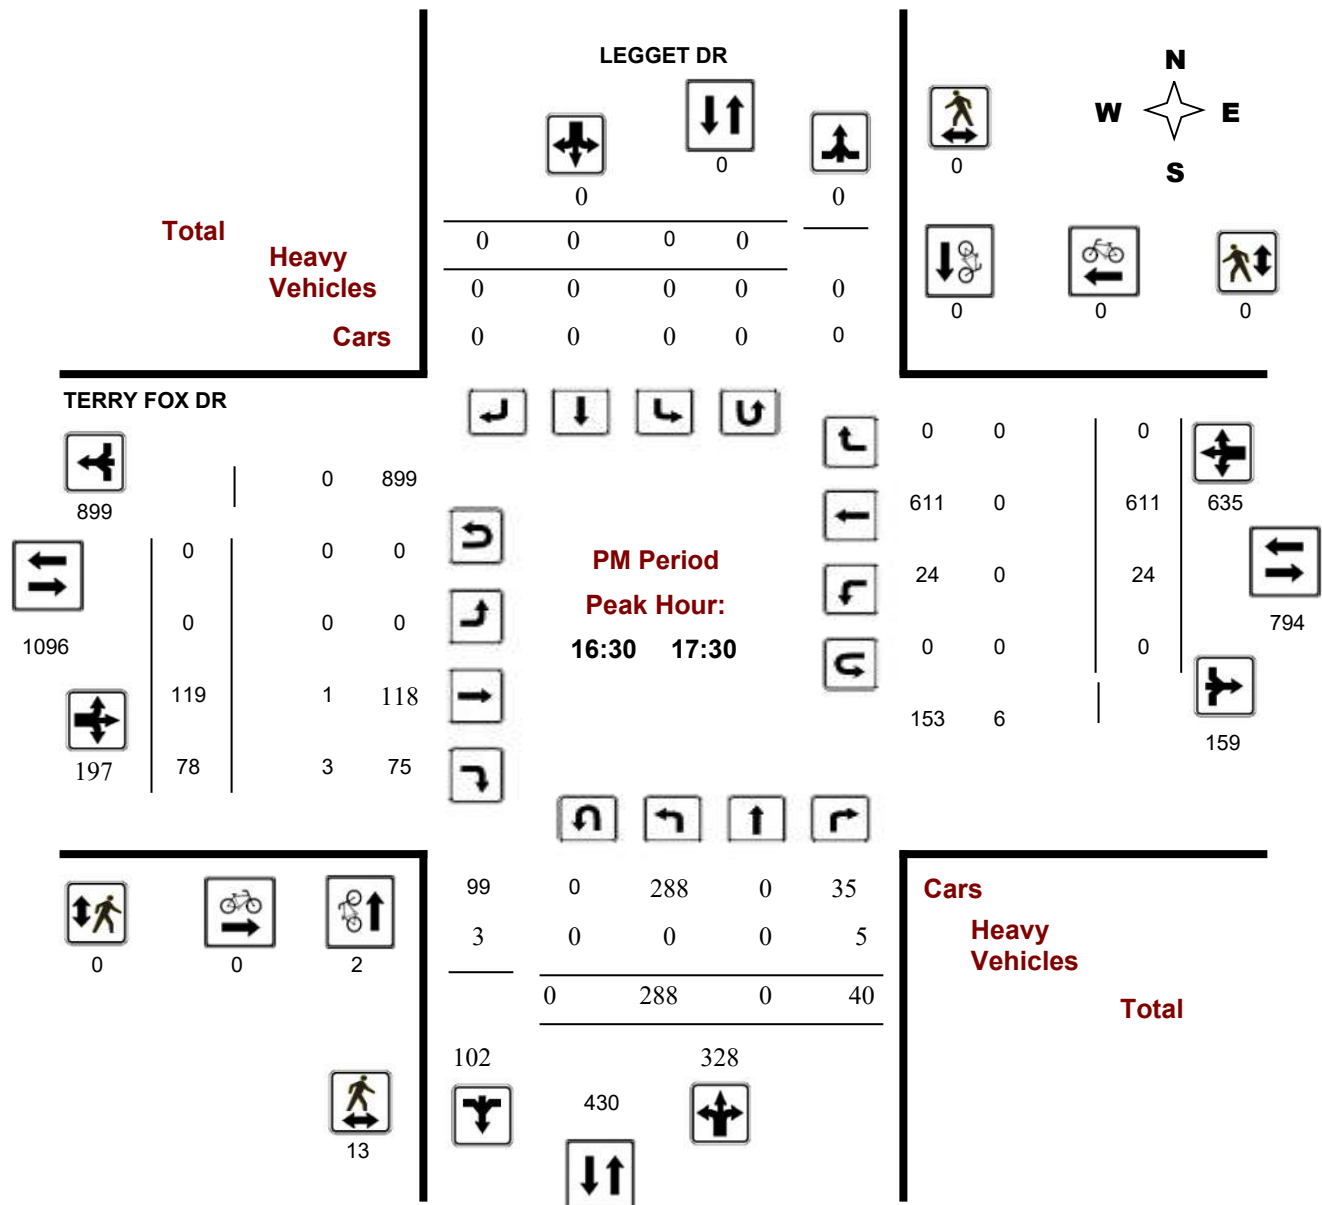 LEGGET DR
N
W E
S
0
0
0 0
0
Total
0 0 0 0
Heavy
Vehicles
0 0 0 0 0
0 0 0
Cars
0 0 0 0 0
TERRY FOX DR
0 0 0
0 899
899
611 0 611 635
0 0 0
PM Period
24 0 24
Peak Hour:
0 0 0
794
1096
16:30 17:30
0 0 0
119 1 118
153 6
159
197 78 3 75
99 0 288 0 35
Cars
3 0 0 0 5
Heavy
Vehicles
0 0 2
0 288 0 40
Total
102 328
430
13